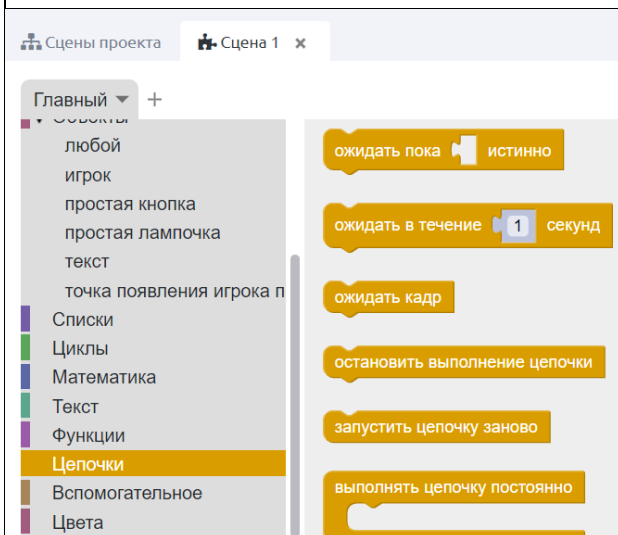 Сцены проекта
Сцена 1 ×
Главный +
Объекты
любой
игрок
простая кнопка
простая лампочка
текст
точка появления игрока п
Списки
Циклы
Математика
Текст
Функции
Цепочки
Вспомогательное
Цвета
ожидать пока истинно
ожидать в течение 1 секунд
ожидать кадр
остановить выполнение цепочки
запустить цепочку заново
выполнять цепочку постоянно